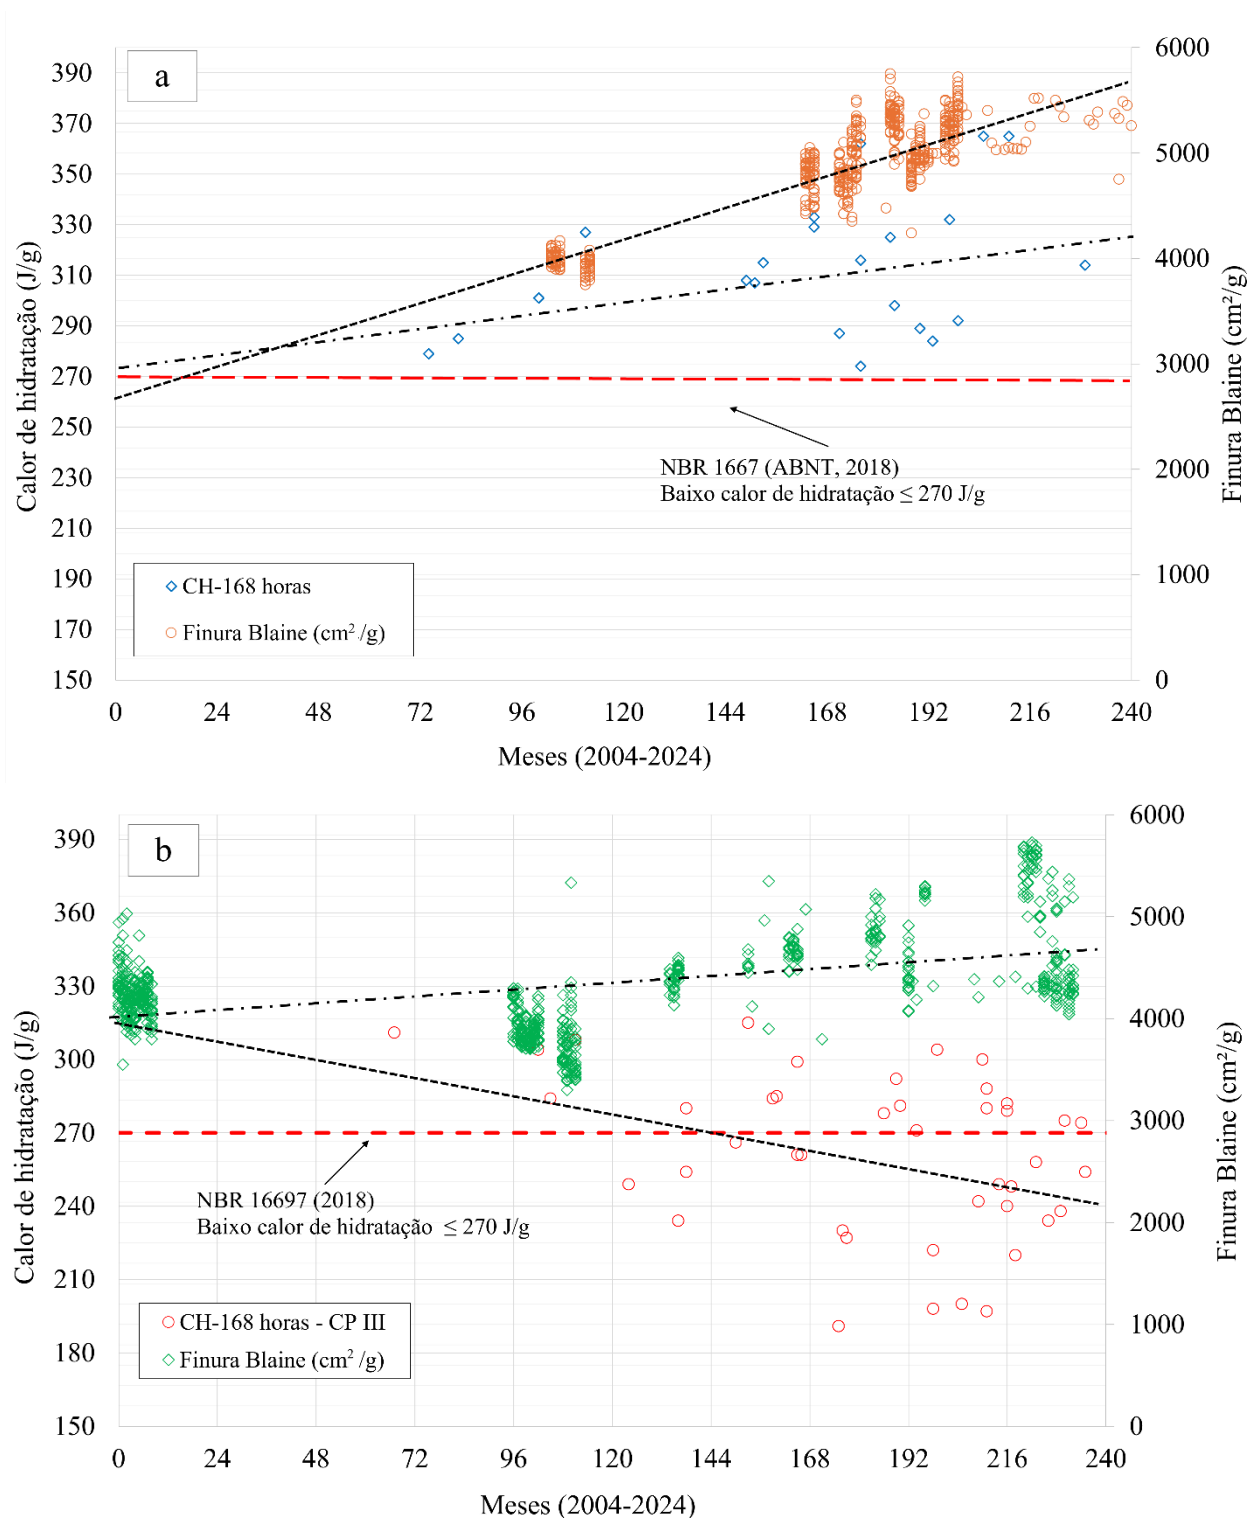 a
390
370
350
330
310
290
270
250
230
210
190
170
150
Calor de hidratação (J/g)
6000
5000
4000
3000
2000
1000
0
Finura Blaine (cm²/g)
NBR 1667 (ABNT, 2018)
Baixo calor de hidratação ≤ 270 J/g
CH-168 horas
Finura Blaine (cm² /g)
0 24 48 72 96 120 144 168 192 216 240
Meses (2004-2024)
b
390
360
330
300
270
240
210
180
150
Calor de hidratação (J/g)
6000
5000
4000
3000
2000
1000
0
Finura Blaine (cm²/g)
NBR 16697 (2018)
Baixo calor de hidratação ≤ 270 J/g
CH-168 horas - CP III
Finura Blaine (cm² /g)
0 24 48 72 96 120 144 168 192 216 240
Meses (2004-2024)